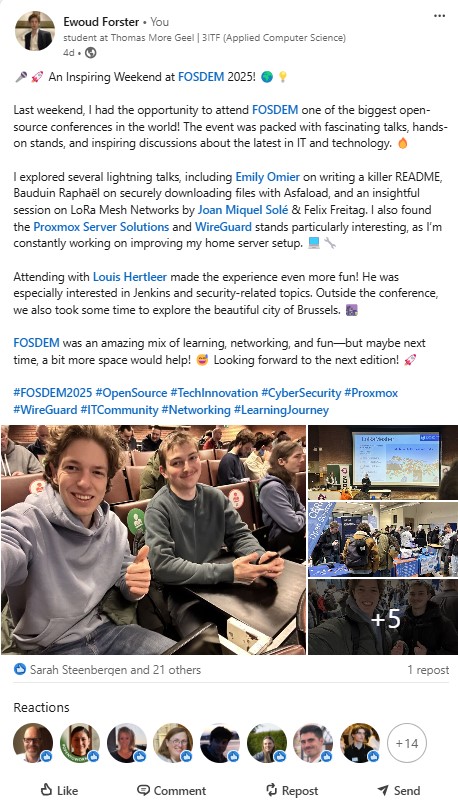 Ewoud Forster • You
student at Thomas More Geel | 3ITF (Applied Computer Science)
4d •
🎤 🚀 An Inspiring Weekend at FOSDEM 2025! 🌍 💡
Last weekend, I had the opportunity to attend FOSDEM one of the biggest open-
source conferences in the world! The event was packed with fascinating talks, hands-
on stands, and inspiring discussions about the latest in IT and technology. 🔥
I explored several lightning talks, including Emily Omier on writing a killer README,
Bauduin Raphaël on securely downloading files with Asfaload, and an insightful
session on LoRa Mesh Networks by Joan Miquel Solé & Felix Freitag. I also found
the Proxmox Server Solutions and WireGuard stands particularly interesting, as I'm
constantly working on improving my home server setup. 💻 🔧
Attending with Louis Hertleer made the experience even more fun! He was
especially interested in Jenkins and security-related topics. Outside the conference,
we also took some time to explore the beautiful city of Brussels. 🌆
FOSDEM was an amazing mix of learning, networking, and fun—but maybe next
time, a bit more space would help! 😅 Looking forward to the next edition! 🚀
#FOSDEM2025 #OpenSource #TechInnovation #CyberSecurity #Proxmox
#WireGuard #ITCommunity #Networking #LearningJourney
+5
Sarah Steenbergen and 21 others
1 repost
Reactions
+14
Like
Comment
Repost
Send